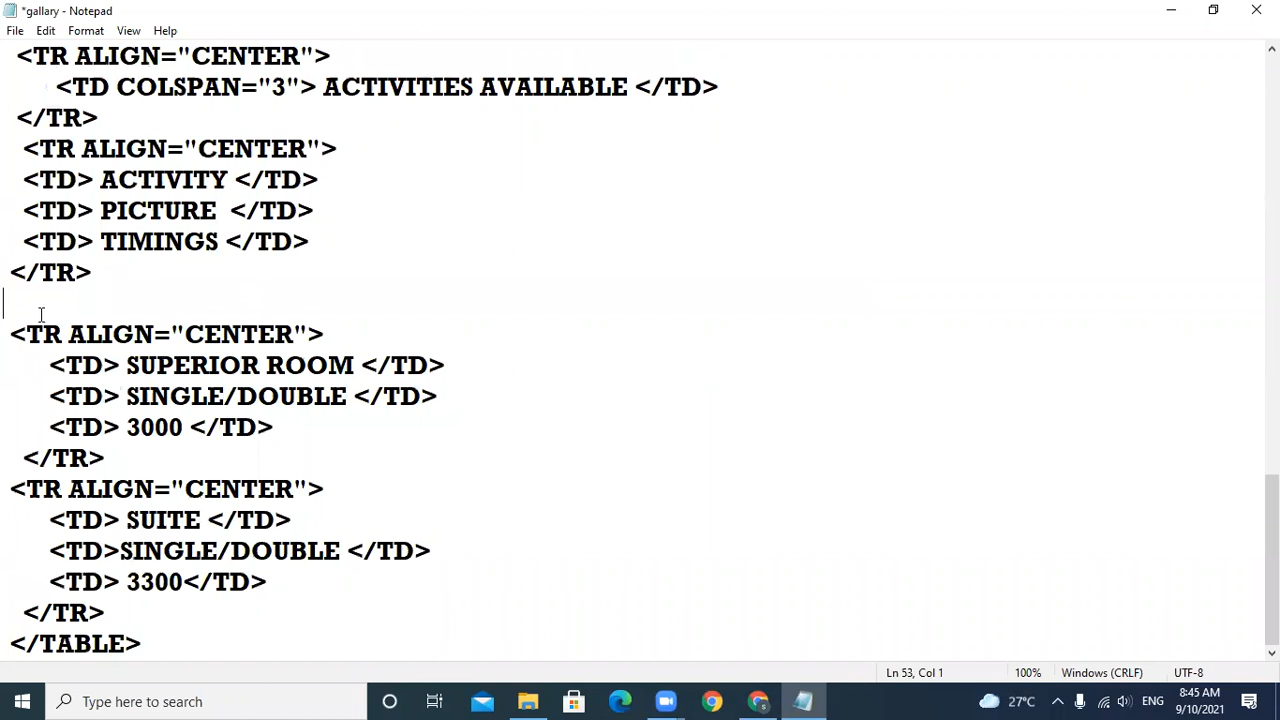 *gallary - Notepad
File Edit Format View Help
<TR ALIGN="CENTER">
<TD COLSPAN="3"> ACTIVITIES AVAILABLE </TD>
</TR>
<TR ALIGN="CENTER">
<TD> ACTIVITY </TD>
<TD> PICTURE  </TD>
<TD> TIMINGS </TD>
</TR>
<TR ALIGN="CENTER">
<TD> SUPERIOR ROOM </TD>
<TD> SINGLE/DOUBLE </TD>
<TD> 3000 </TD>
</TR>
<TR ALIGN="CENTER">
<TD> SUITE </TD>
<TD>SINGLE/DOUBLE </TD>
<TD> 3300</TD>
</TR>
</TABLE>
Ln 53, Col 1 100% Windows (CRLF) UTF-8
Type here to search 27°C ENG 8:45 AM
9/10/2021